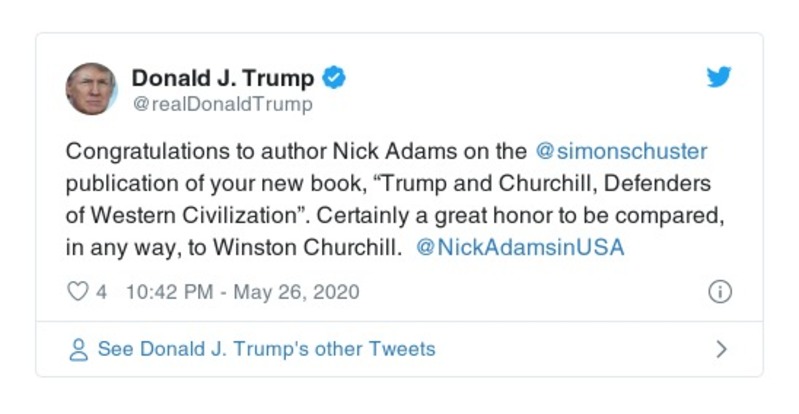 Donald J. Trump
@realDonaldTrump
Congratulations to author Nick Adams on the @simonschuster
publication of your new book, “Trump and Churchill, Defenders
of Western Civilization”. Certainly a great honor to be compared,
in any way, to Winston Churchill. @NickAdamsinUSA
4 10:42 PM - May 26, 2020
See Donald J. Trump's other Tweets